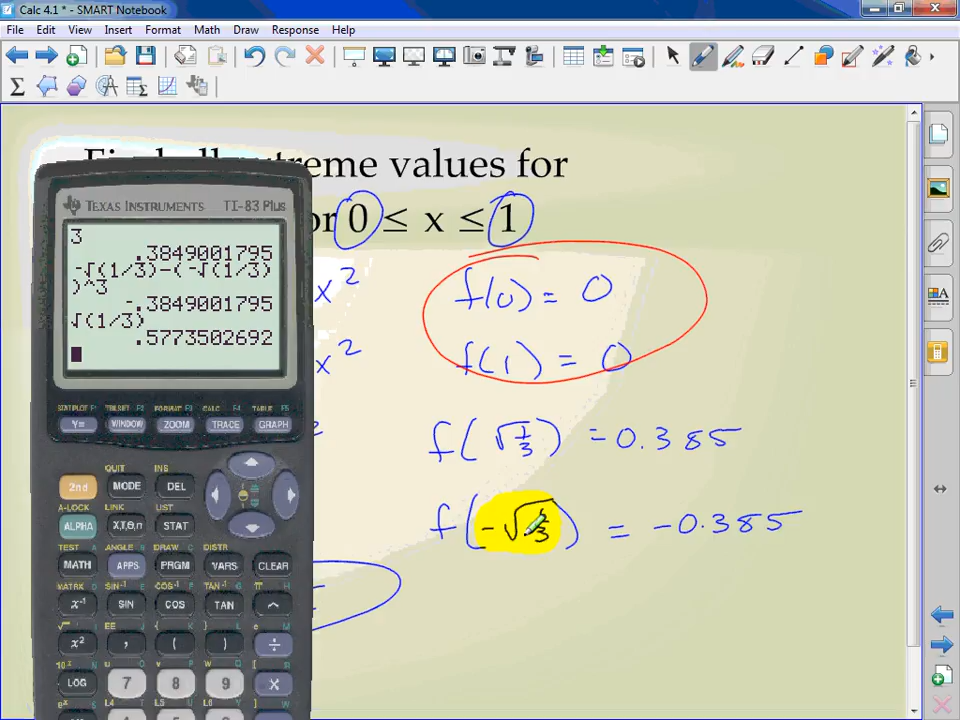 Calc 4.1 * - SMART Notebook
File Edit View Insert Format Math Draw Response Help
extreme values for
or 0 ≤ x ≤ 1
TEXAS INSTRUMENTS TI-83 Plus
3
.3849001795
-√(1/3)-(-√(1/3)
)^3
-.3849001795
√(1/3)
.5773502692
x²
f(0) = 0
x²
f(1) = 0
f(√1/3) = 0.385
f(-√1/3) = -0.385
STAT PLOT F1 TBLSET F2 FORMAT F3 CALC F4 TABLE F5
Y= WINDOW ZOOM TRACE GRAPH
QUIT INS
2nd MODE DEL
A-LOCK LINK LIST
ALPHA X,T,θ,n STAT
TEST A ANGLE B DRAW C DISTR
MATH APPS PRGM VARS CLEAR
MATRX D SIN⁻¹ E COS⁻¹ F TAN⁻¹ G π H
x⁻¹ SIN COS TAN ^
√ I EE J { K } L e M
x² , ( ) ÷
10ˣ N u O v P w Q [ R
LOG 7 8 9 X
L4 L5 L6